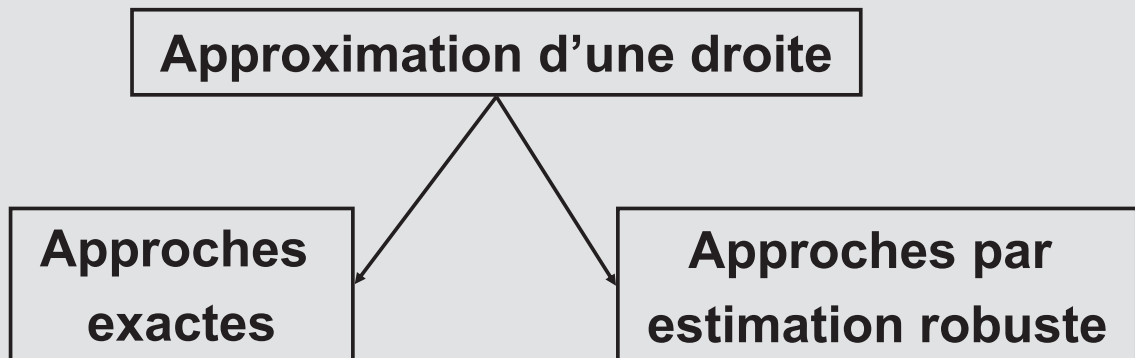 Approximation d’une droite
Approches
exactes
Approches par
estimation robuste